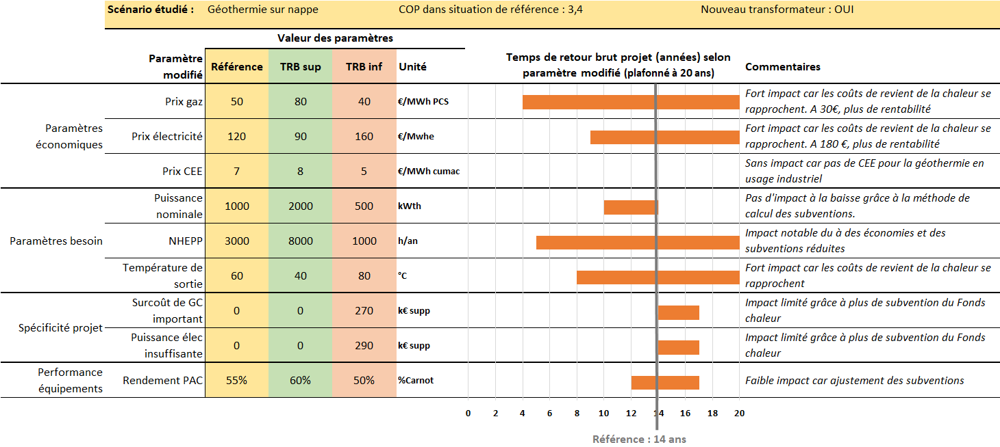 Scénario étudié : Géothermie sur nappe COP dans situation de référence : 3,4 Nouveau transformateur : OUI
Valeur des paramètres
Paramètre modifié Référence TRB sup TRB inf Unité Temps de retour brut projet (années) selon paramètre modifié (plafonné à 20 ans) Commentaires
Paramètres économiques
Prix gaz 50 80 40 €/MWh PCS Fort impact car les coûts de revient de la chaleur se
rapprochent. A 30€, plus de rentabilité
Prix électricité 120 90 160 €/Mwhe Fort impact car les coûts de revient de la chaleur se
rapprochent. A 180 €, plus de rentabilité
Prix CEE 7 8 5 €/MWh cumac Sans impact car pas de CEE pour la géothermie en
usage industriel
Paramètres besoin
Puissance nominale 1000 2000 500 kWth Pas d'impact à la baisse grâce à la méthode de
calcul des subventions.
NHEPP 3000 8000 1000 h/an Impact notable du à des économies et des
subventions réduites
Température de sortie 60 40 80 °C Fort impact car les coûts de revient de la chaleur se
rapprochent
Spécificité projet
Surcoût de GC important 0 0 270 k€ supp Impact limité grâce à plus de subvention du Fonds
chaleur
Puissance élec insuffisante 0 0 290 k€ supp Impact limité grâce à plus de subvention du Fonds
chaleur
Performance équipements
Rendement PAC 55% 60% 50% %Carnot Faible impact car ajustement des subventions
0 2 4 6 8 10 12 14 16 18 20
Référence : 14 ans